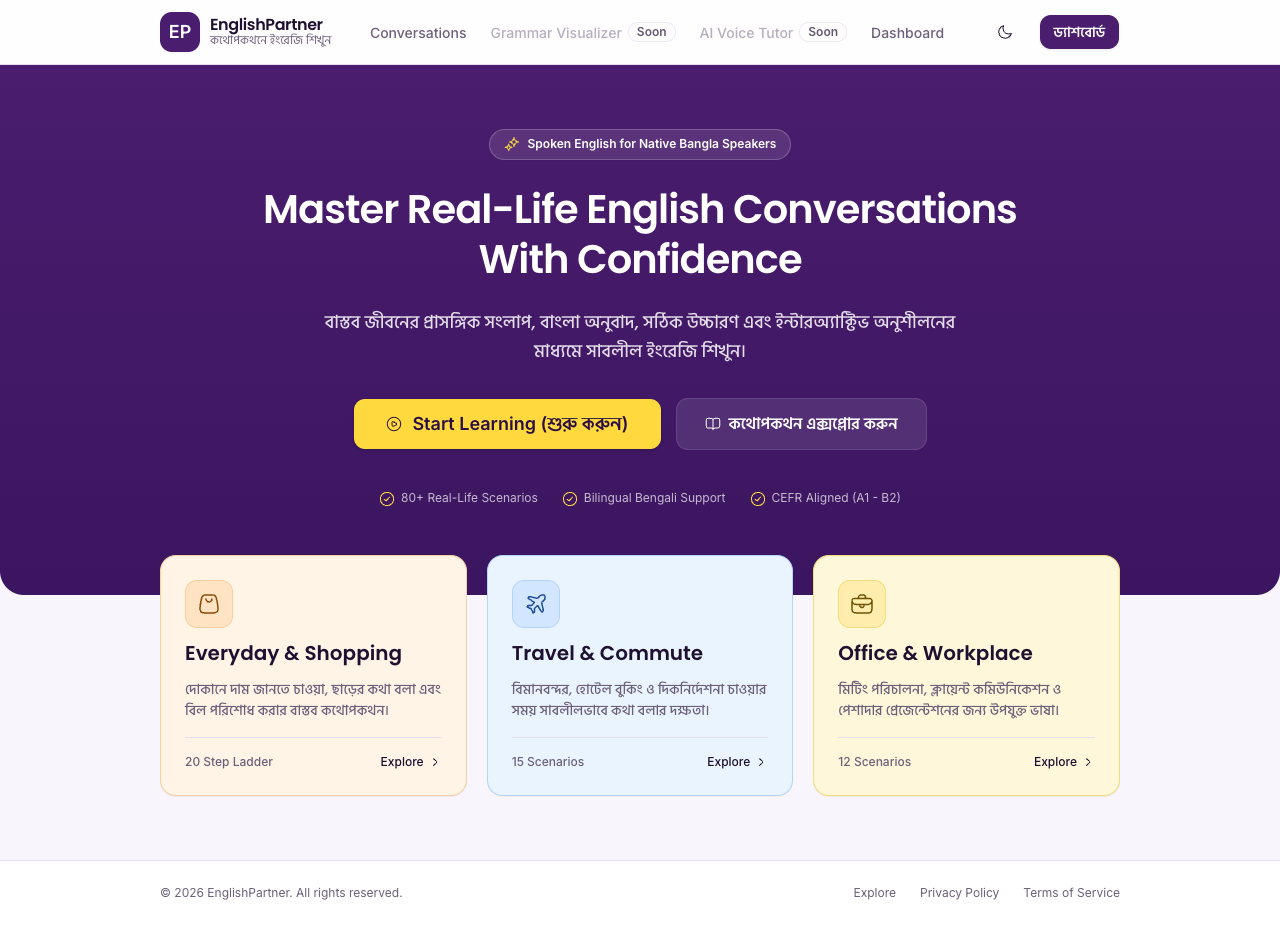 EP
EnglishPartner
কথোপকথনে ইংরেজি শিখুন
Conversations
Grammar Visualizer Soon
AI Voice Tutor Soon
Dashboard
ড্যাশবোর্ড
Spoken English for Native Bangla Speakers
Master Real-Life English Conversations
With Confidence
বাস্তব জীবনের প্রাসঙ্গিক সংলাপ, বাংলা অনুবাদ, সঠিক উচ্চারণ এবং ইন্টারঅ্যাক্টিভ অনুশীলনের
মাধ্যমে সাবলীল ইংরেজি শিখুন।
Start Learning (শুরু করুন)
কথোপকথন এক্সপ্লোর করুন
80+ Real-Life Scenarios
Bilingual Bengali Support
CEFR Aligned (A1 - B2)
Everyday & Shopping
দোকানে দাম জানতে চাওয়া, ছাড়ের কথা বলা এবং
বিল পরিশোধ করার বাস্তব কথোপকথন।
20 Step Ladder
Explore
Travel & Commute
বিমানবন্দর, হোটেল বুকিং ও দিকনির্দেশনা চাওয়ার
সময় সাবলীলভাবে কথা বলার দক্ষতা।
15 Scenarios
Explore
Office & Workplace
মিটিং পরিচালনা, ক্লায়েন্ট কমিউনিকেশন ও
পেশাদার প্রেজেন্টেশনের জন্য উপযুক্ত ভাষা।
12 Scenarios
Explore
© 2026 EnglishPartner. All rights reserved.
Explore
Privacy Policy
Terms of Service